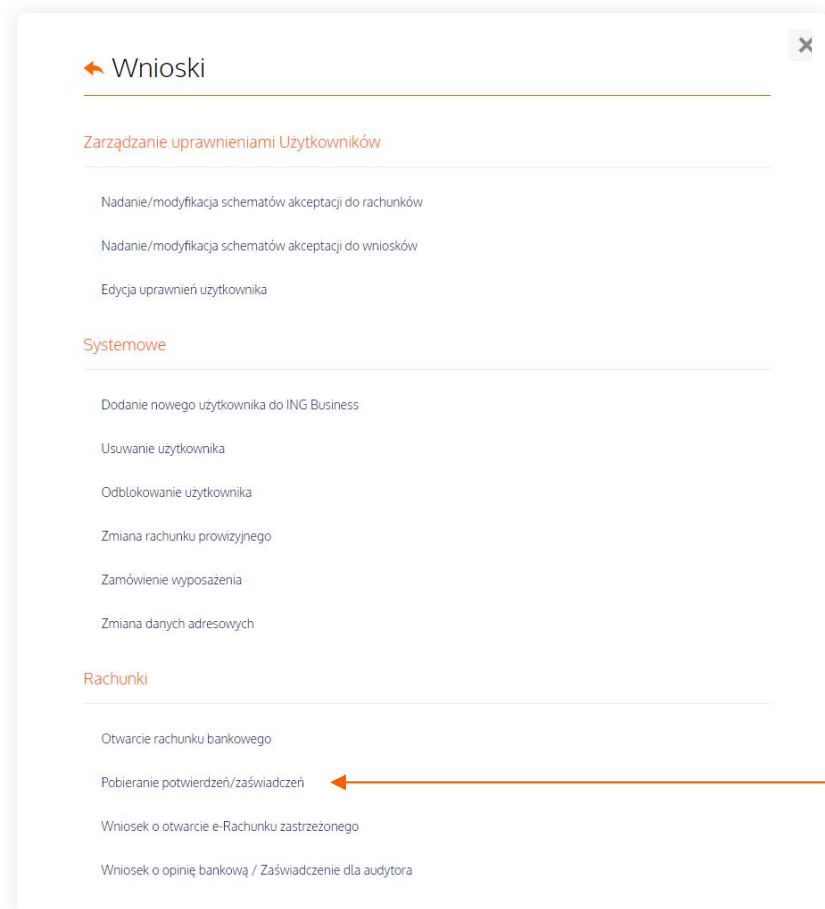 Wnioski
Zarządzanie uprawnieniami Użytkowników
Nadanie/modyfikacja schematów akceptacji do rachunków
Nadanie/modyfikacja schematów akceptacji do wniosków
Edycja uprawnień użytkownika
Systemowe
Dodanie nowego użytkownika do ING Business
Usuwanie użytkownika
Odblokowanie użytkownika
Zmiana rachunku prowizyjnego
Zamówienie wyposażenia
Zmiana danych adresowych
Rachunki
Otwarcie rachunku bankowego
Pobieranie potwierdzeń/zaświadczeń
Wniosek o otwarcie e-Rachunku zastrzeżonego
Wniosek o opinię bankową / Zaświadczenie dla audytora